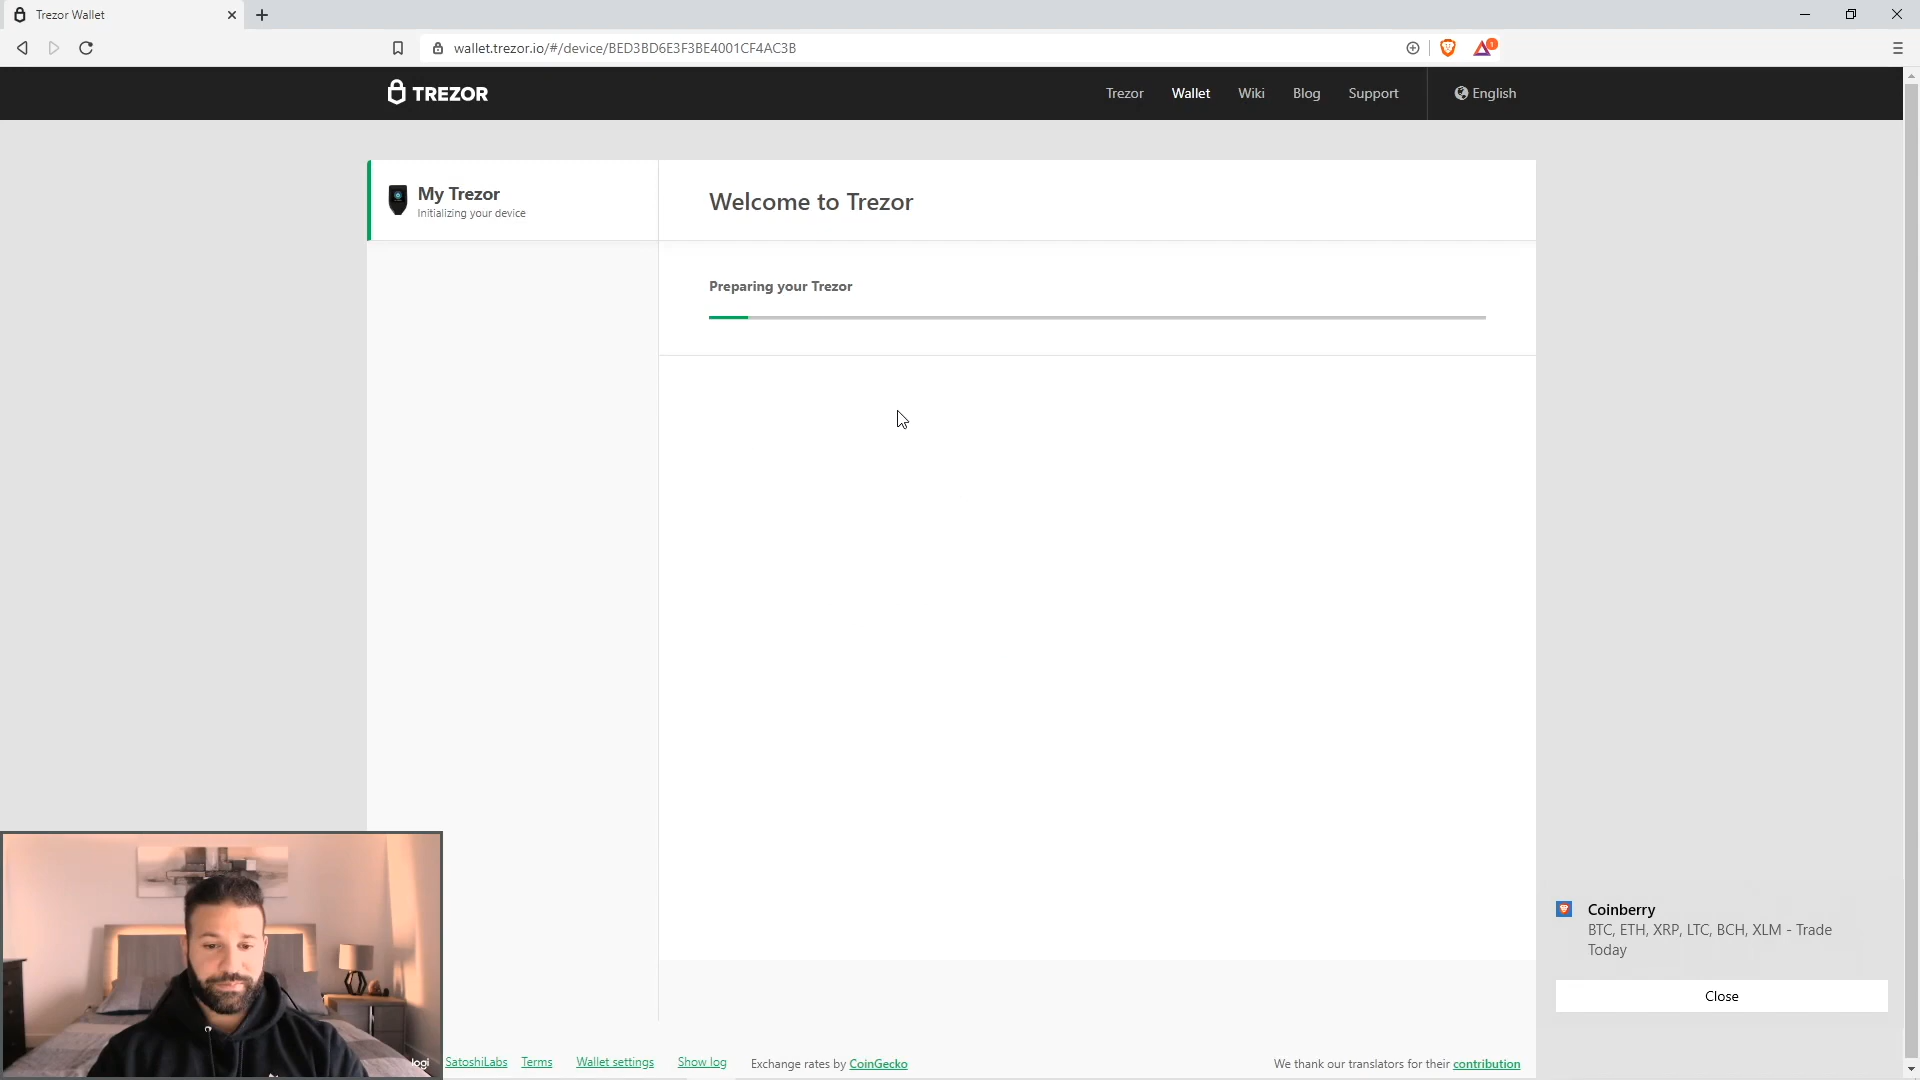 Trezor Wallet
wallet.trezor.io/#/device/BED3BD6E3F3BE4001CF4AC3B
1
TREZOR
Trezor
Wallet
Wiki
Blog
Support
English
My Trezor
Initializing your device
Welcome to Trezor
Preparing your Trezor
Coinberry
BTC, ETH, XRP, LTC, BCH, XLM - Trade
Today
Close
logi
SatoshiLabs
Terms
Wallet settings
Show log
Exchange rates by CoinGecko
We thank our translators for their contribution